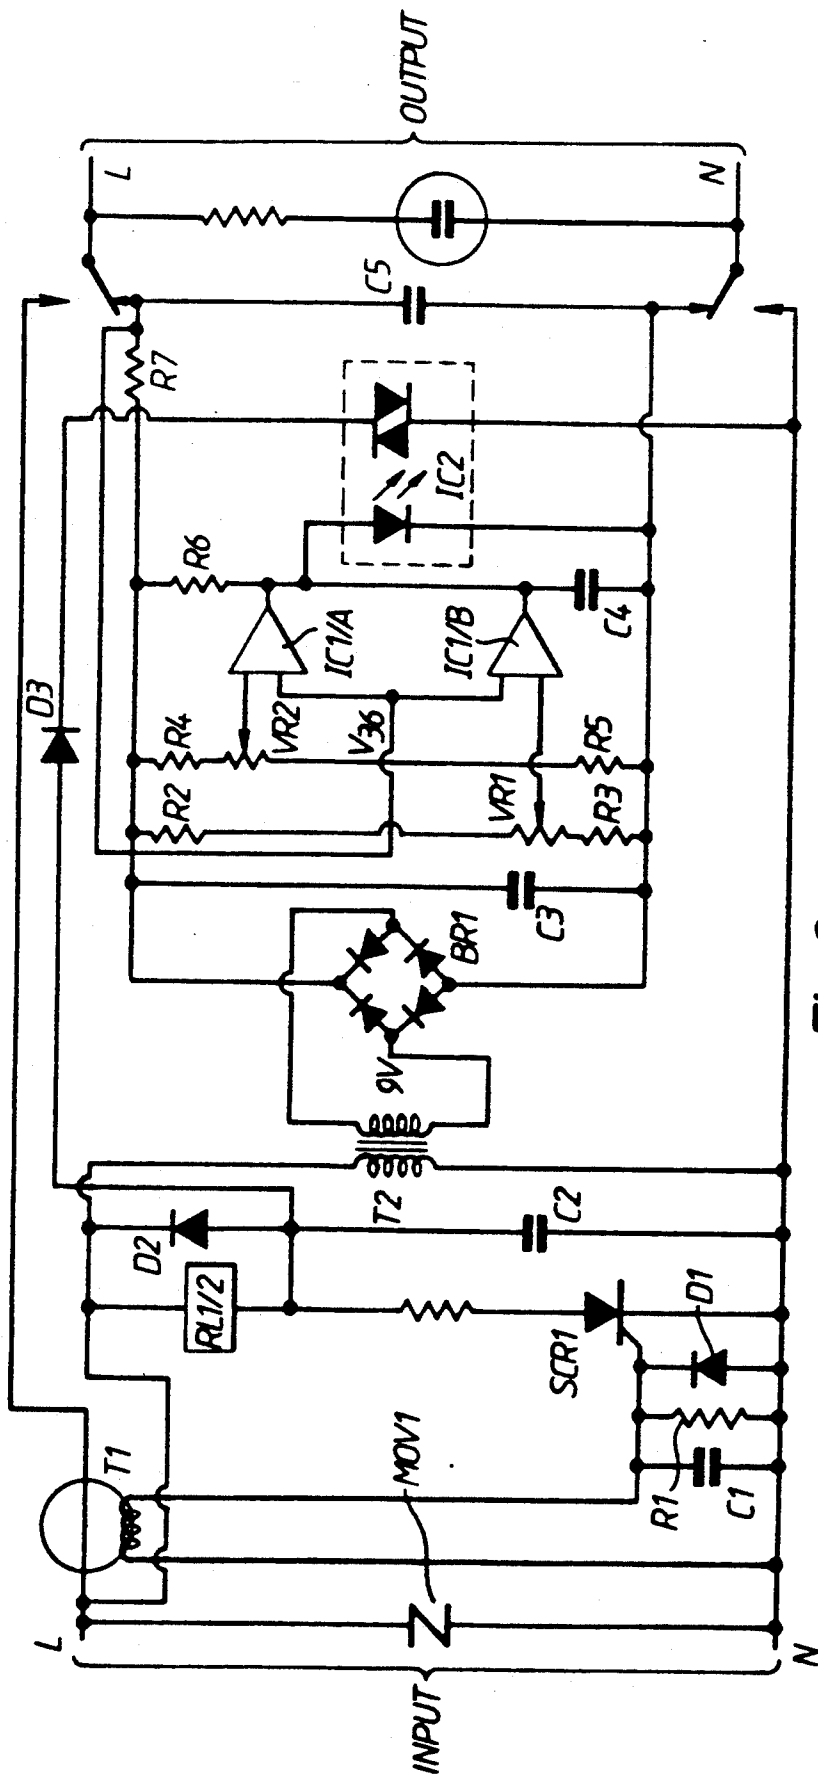 INPUT
L
N
T1
MOV1
R1
C1
D1
SCR1
RL1/2
D2
C2
T2
9V
BR1
C3
D3
R2
R4
VR2
V36
VR1
R3
R5
IC1/A
IC1/B
R6
C4
IC2
R7
C5
L
N
OUTPUT